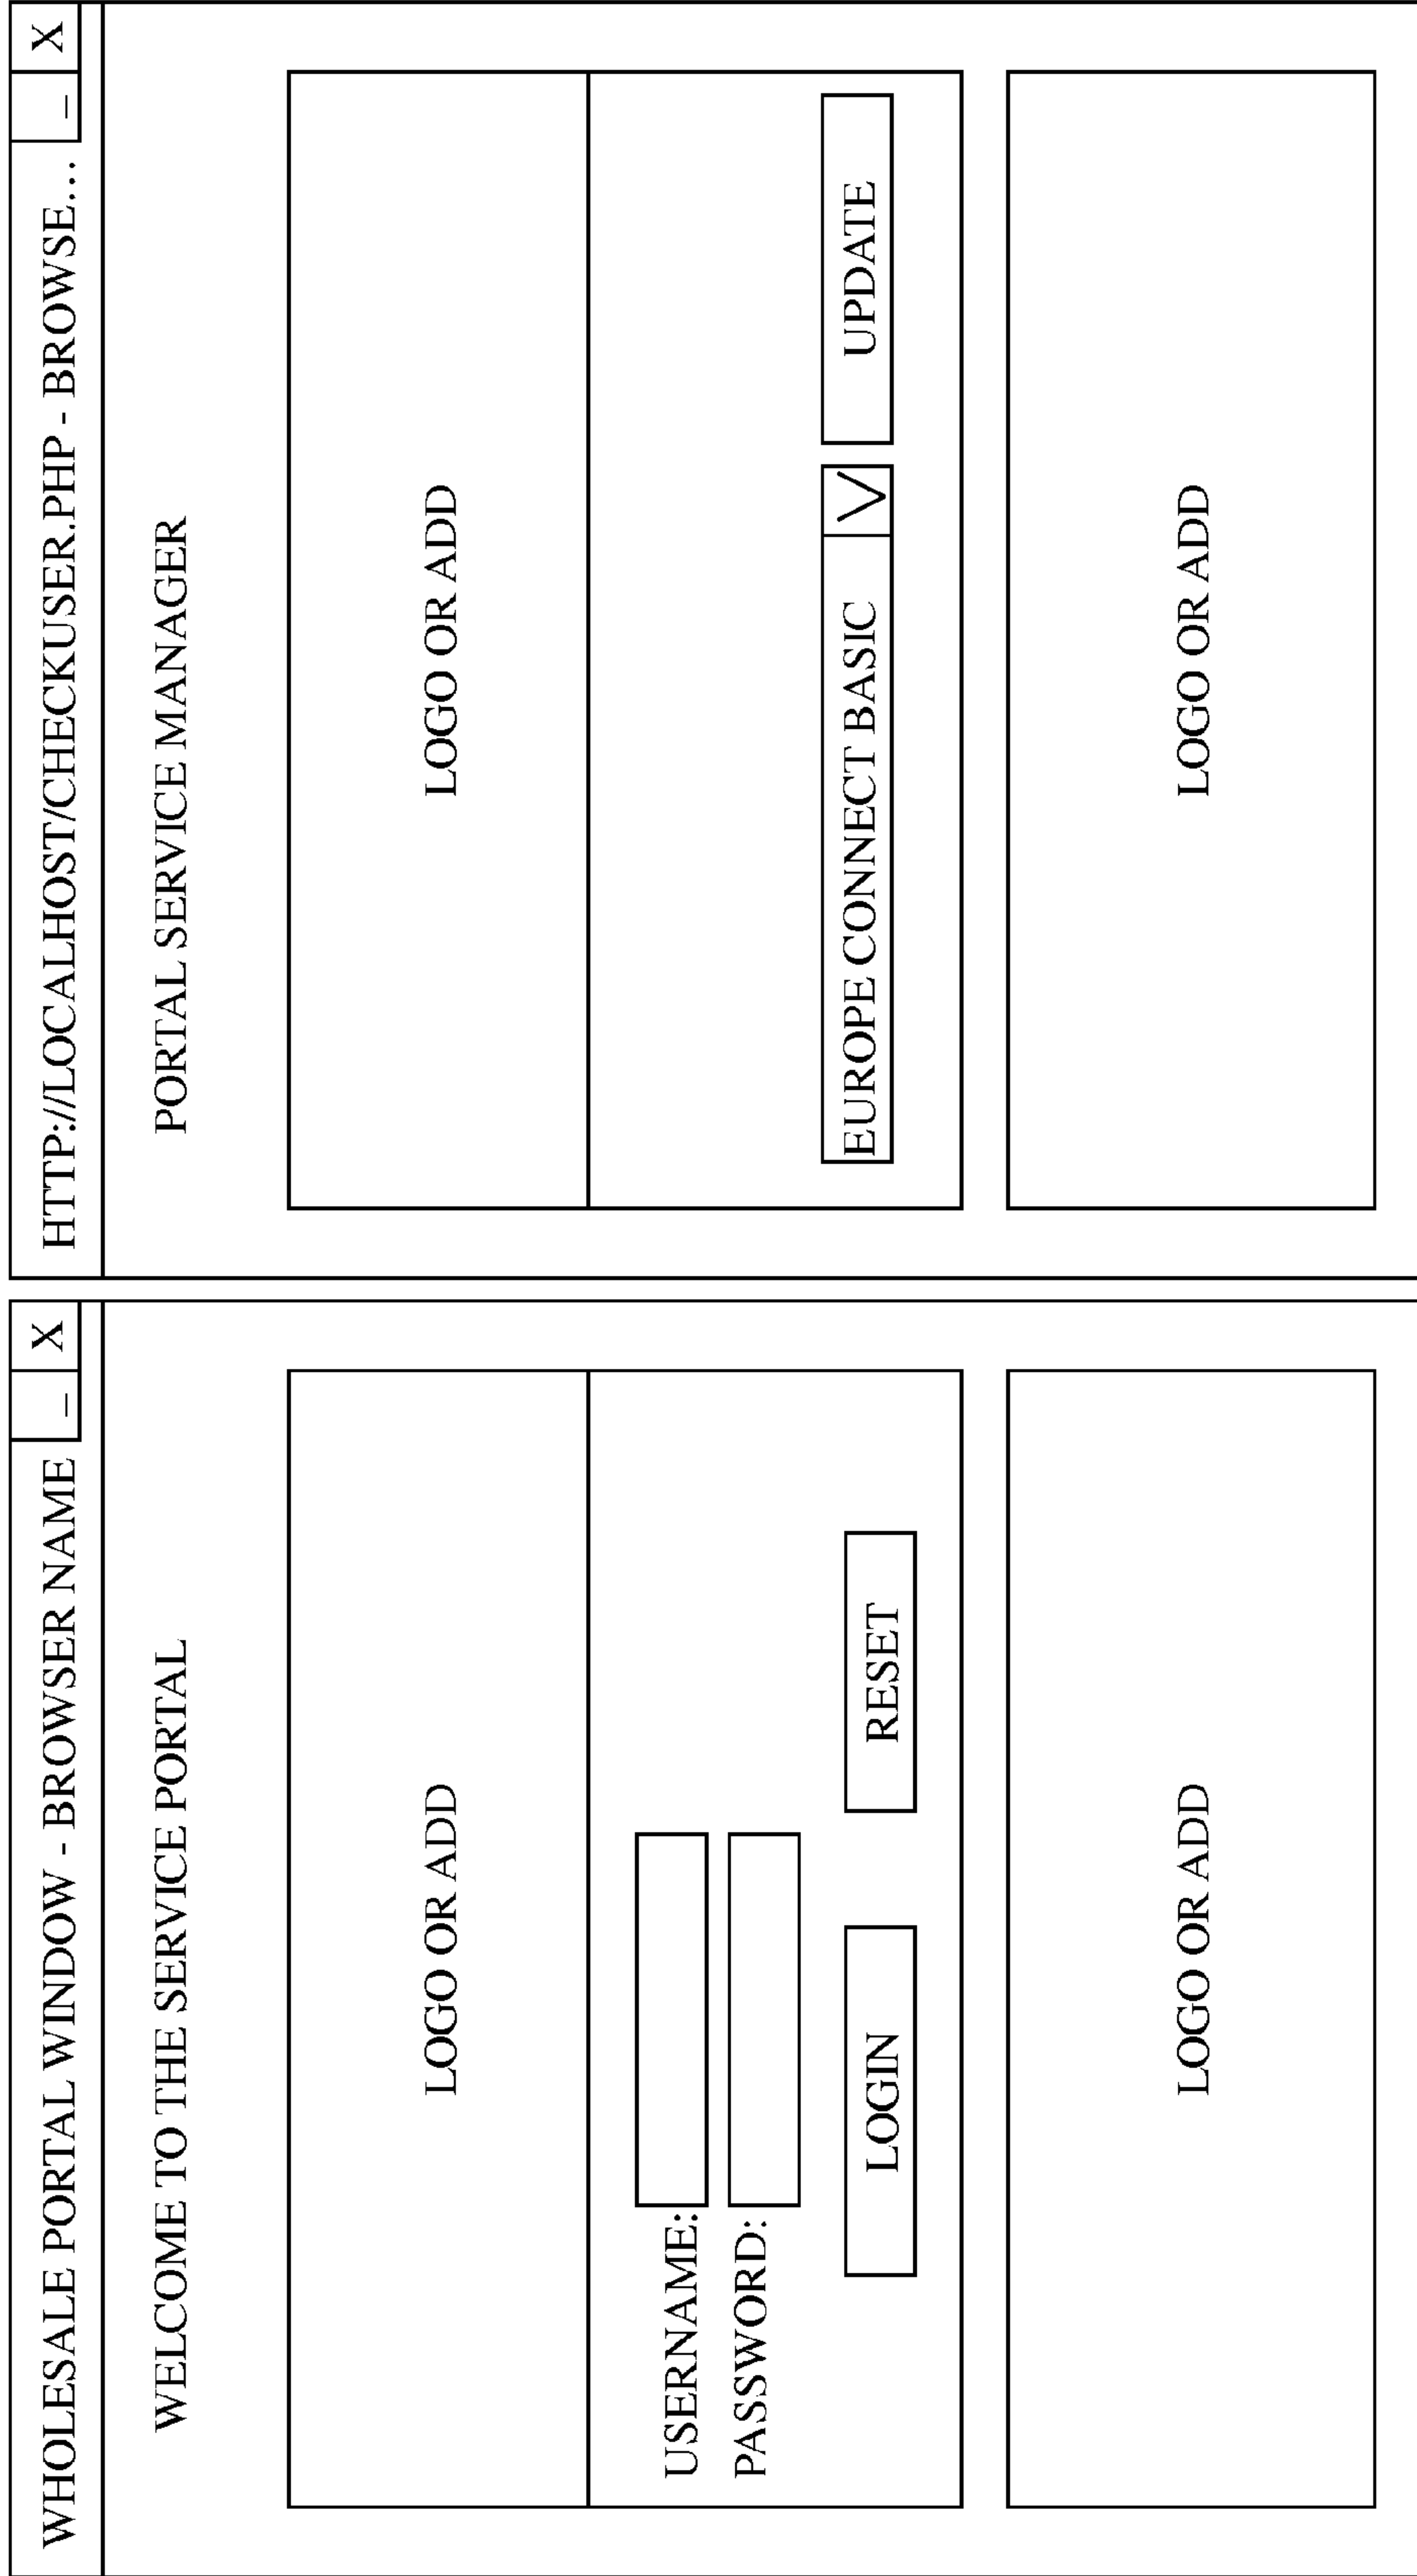 WHOLESALE PORTAL WINDOW - BROWSER NAME
_ X
WELCOME TO THE SERVICE PORTAL
LOGO OR ADD
USERNAME:
PASSWORD:
LOGIN
RESET
LOGO OR ADD
HTTP://LOCALHOST/CHECKUSER.PHP - BROWSE...
_ X
PORTAL SERVICE MANAGER
LOGO OR ADD
EUROPE CONNECT BASIC
UPDATE
LOGO OR ADD